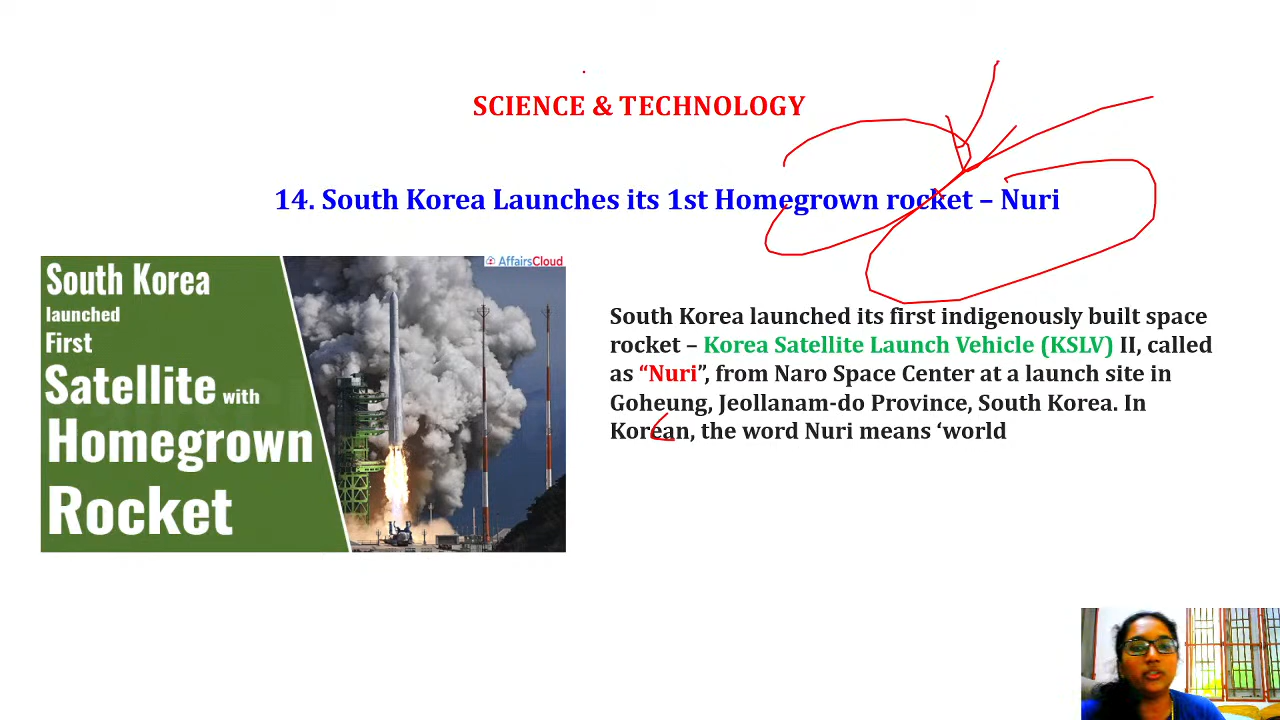 SCIENCE & TECHNOLOGY
14. South Korea Launches its 1st Homegrown rocket – Nuri
South Korea
launched
First
Satellite with
Homegrown
Rocket
AffairsCloud
South Korea launched its first indigenously built space
rocket – Korea Satellite Launch Vehicle (KSLV) II, called
as “Nuri”, from Naro Space Center at a launch site in
Goheung, Jeollanam-do Province, South Korea. In
Korean, the word Nuri means ‘world